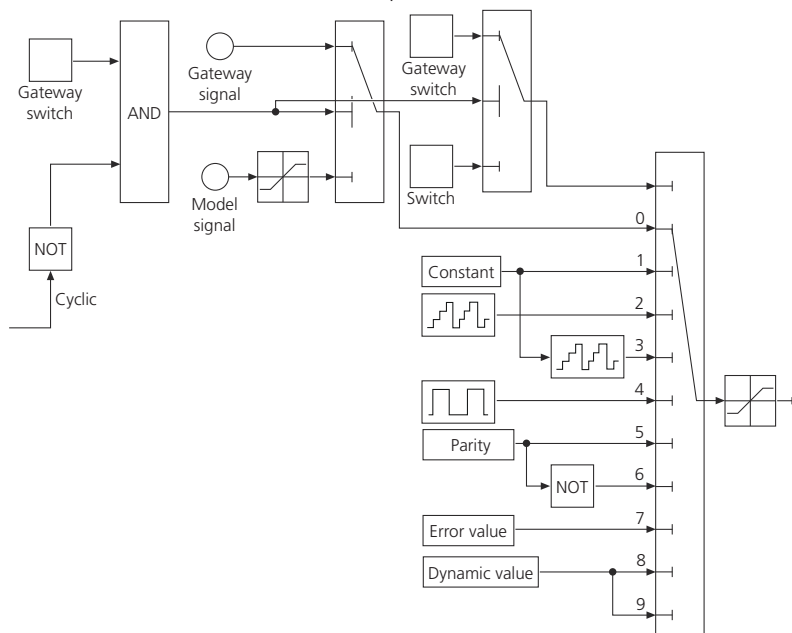 Gateway
switch
AND
Gateway
signal
Gateway
switch
Model
signal
Switch
NOT
Cyclic
0
Constant
1
2
3
4
Parity
5
NOT
6
Error value
7
Dynamic value
8
9